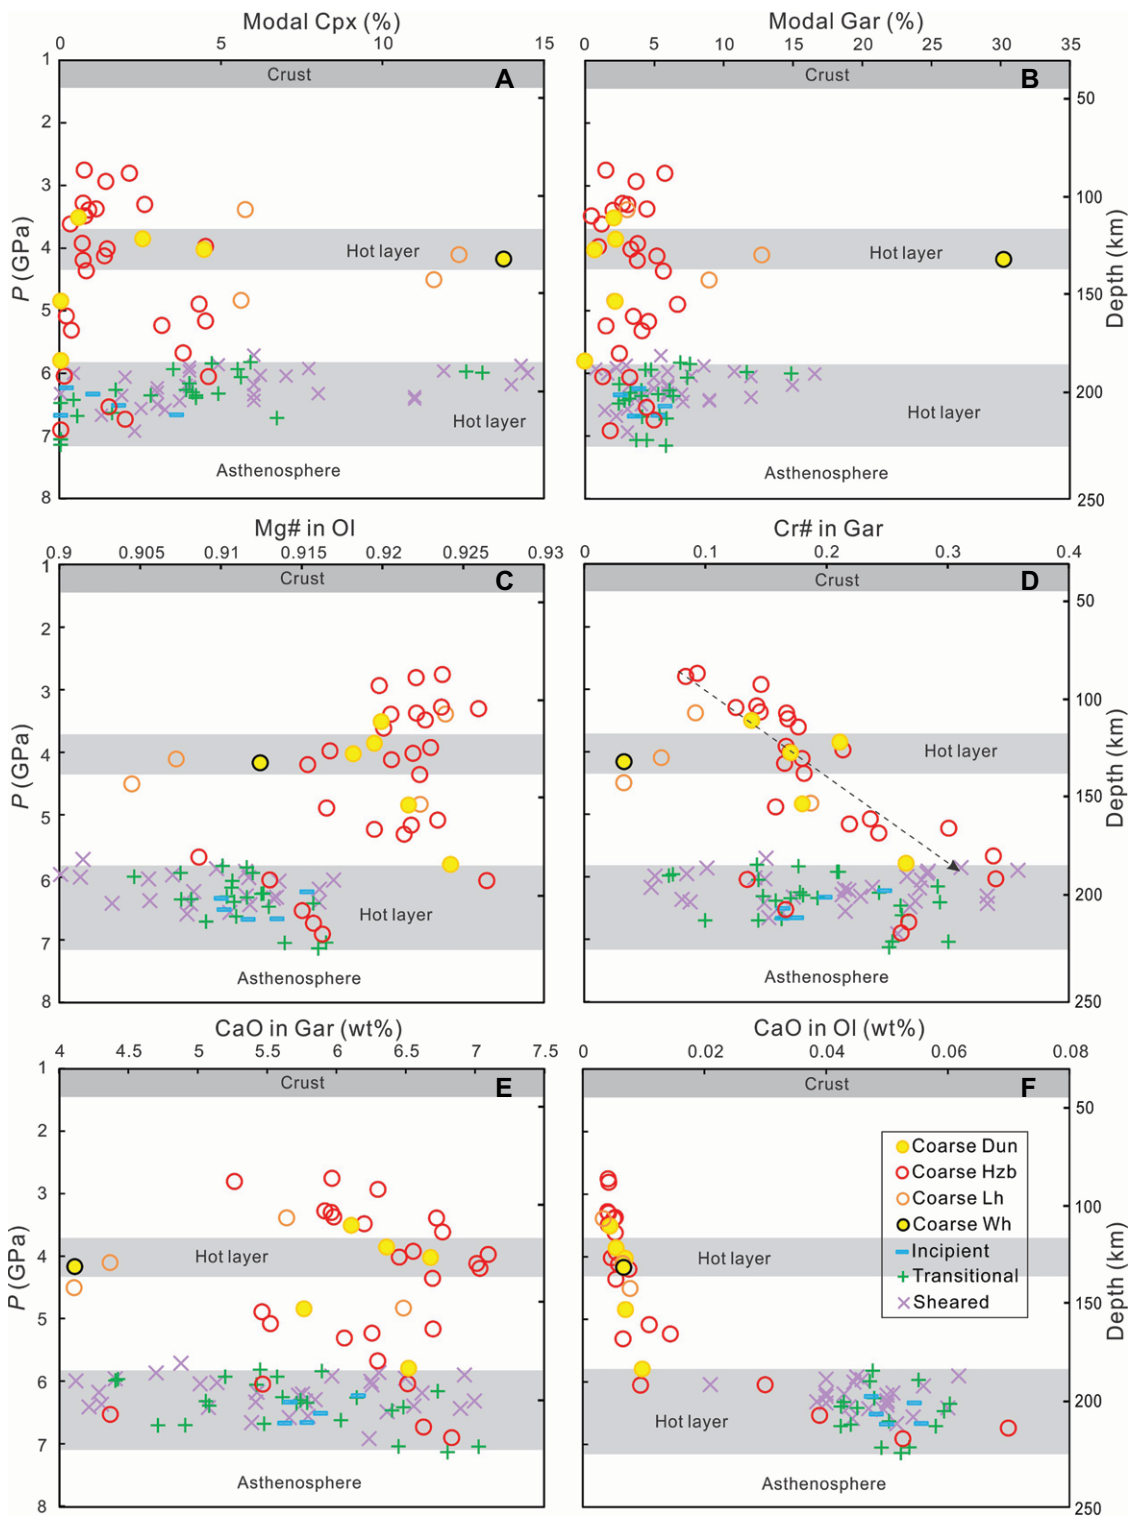 Modal Cpx (%)
Modal Gar (%)
0 5 10 15
0 5 10 15 20 25 30 35
1
Crust A
Crust B
50
2
3
100
4
Hot layer
Hot layer
P (GPa)
Depth (km)
150
5
6
200
Hot layer
Hot layer
7
Asthenosphere
Asthenosphere
8
250
Mg# in Ol
Cr# in Gar
0.9 0.905 0.91 0.915 0.92 0.925 0.93
0 0.1 0.2 0.3 0.4
1
Crust C
Crust D
50
2
3
100
4
Hot layer
P (GPa)
Depth (km)
150
5
6
200
Hot layer
7
Asthenosphere
Asthenosphere
8
250
CaO in Gar (wt%)
CaO in Ol (wt%)
4 4.5 5 5.5 6 6.5 7 7.5
0 0.02 0.04 0.06 0.08
1
Crust E
Crust F
50
2
Coarse Dun
Coarse Hzb
3
Coarse Lh
100
Coarse Wh
4
Hot layer
Hot layer
Incipient
Transitional
Sheared
P (GPa)
Depth (km)
150
5
6
200
Hot layer
7
Asthenosphere
Asthenosphere
8
250